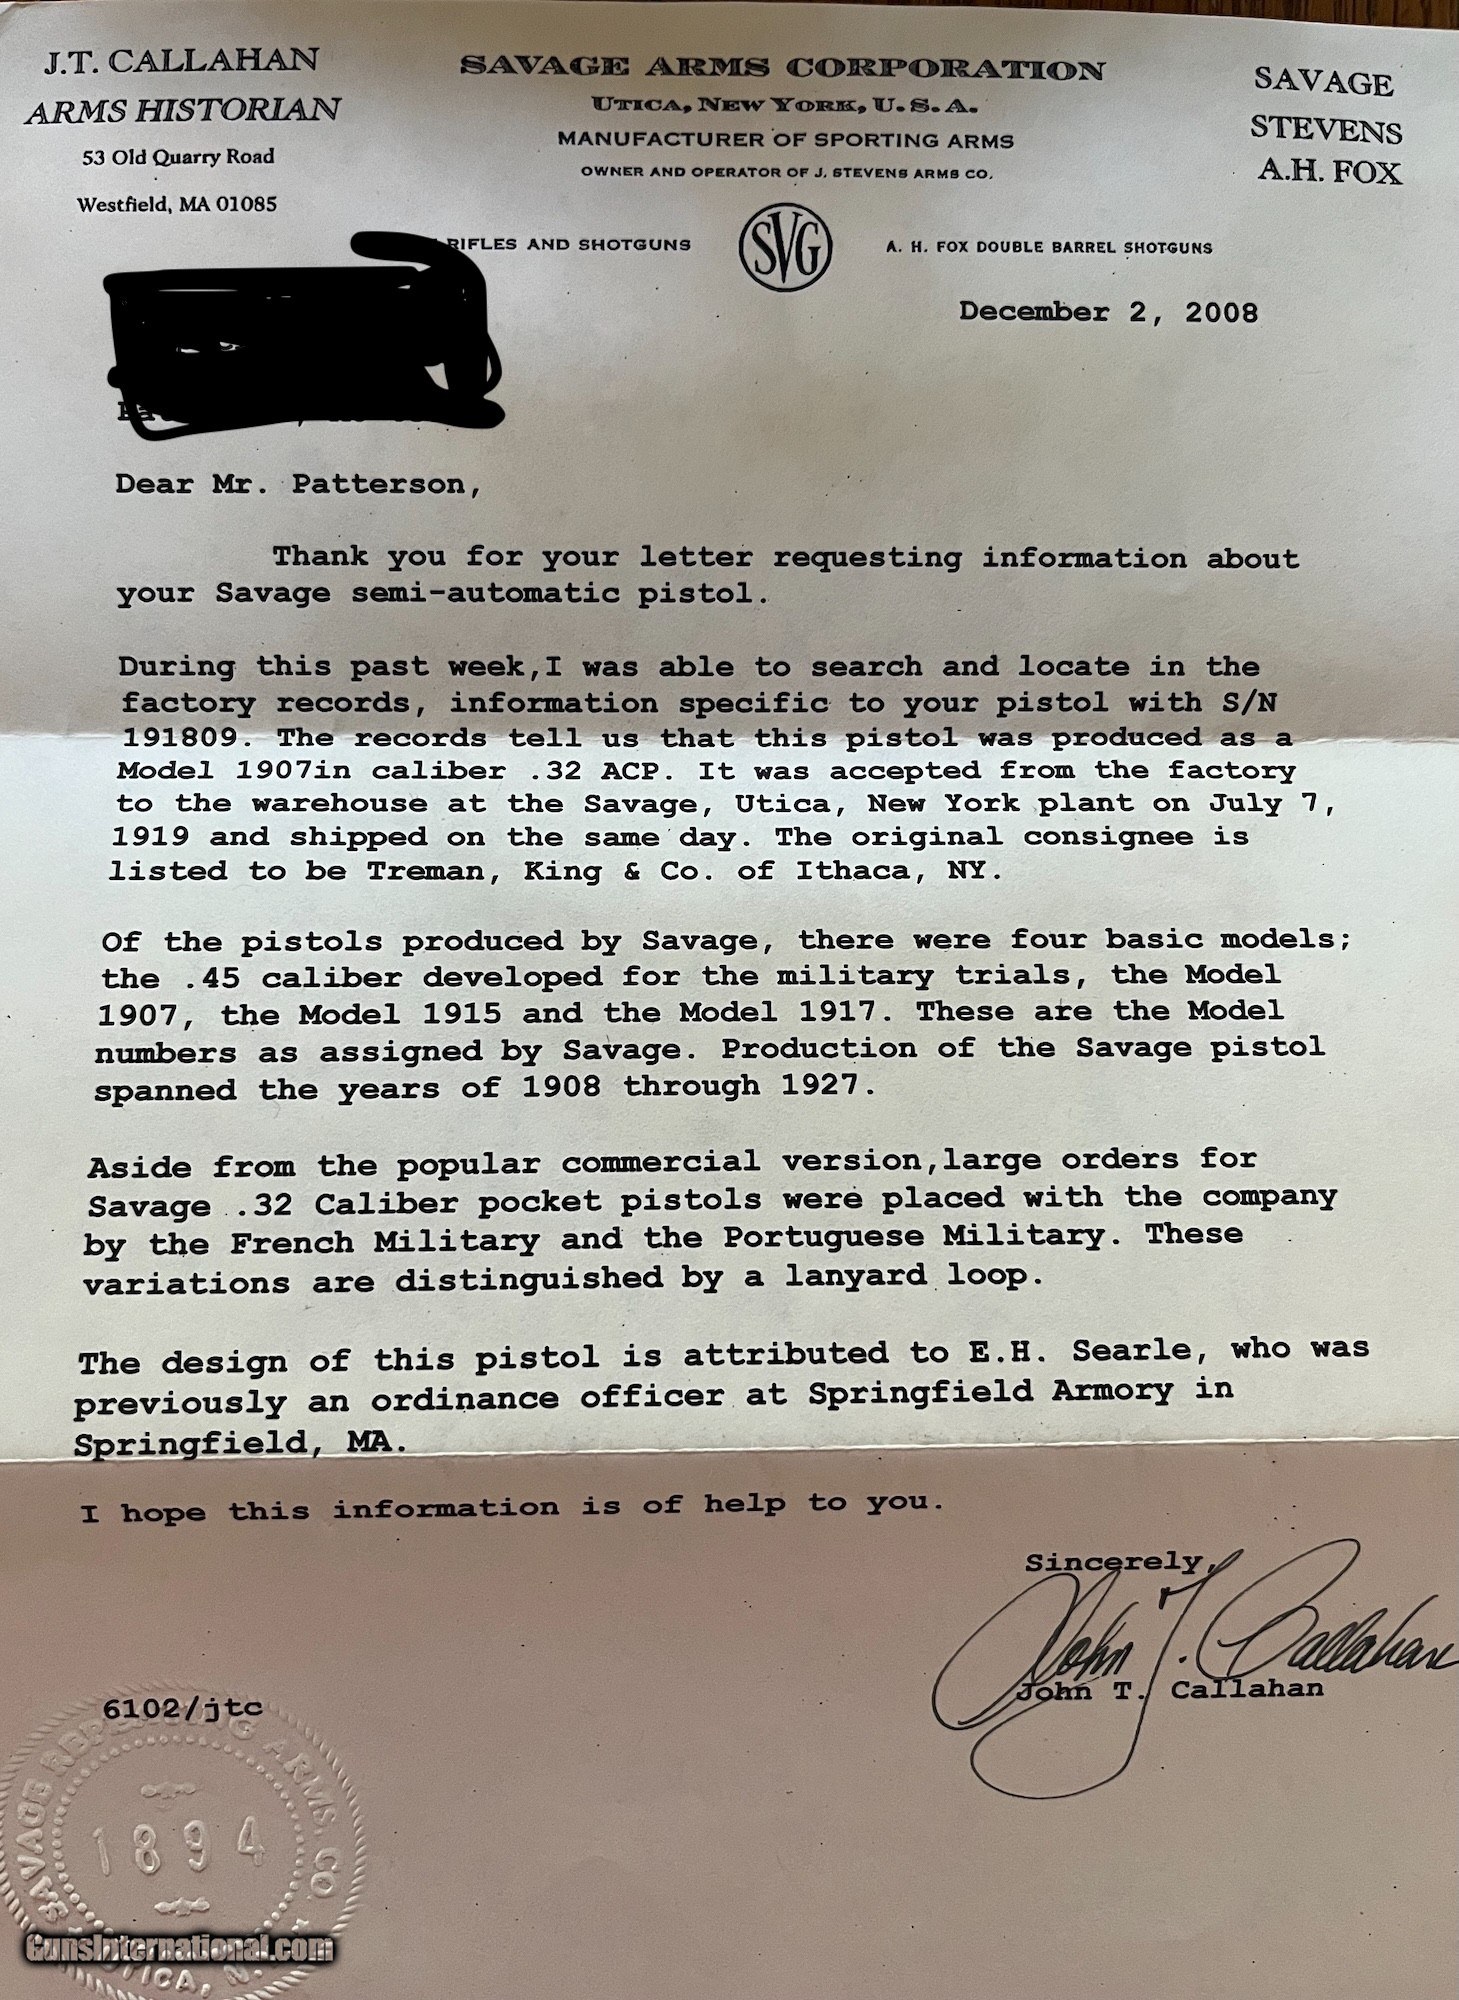 J.T. CALLAHAN
ARMS HISTORIAN
53 Old Quarry Road
Westfield, MA 01085
SAVAGE ARMS CORPORATION
UTICA, NEW YORK, U.S.A.
MANUFACTURER OF SPORTING ARMS
OWNER AND OPERATOR OF J. STEVENS ARMS CO.
SAVAGE
STEVENS
A.H. FOX
RIFLES AND SHOTGUNS
SVG
A. H. FOX DOUBLE BARREL SHOTGUNS
December 2, 2008
Dear Mr. Patterson,
Thank you for your letter requesting information about
your Savage semi-automatic pistol.
During this past week,I was able to search and locate in the
factory records, information specific to your pistol with S/N
191809. The records tell us that this pistol was produced as a
Model 1907in caliber .32 ACP. It was accepted from the factory
to the warehouse at the Savage, Utica, New York plant on July 7,
1919 and shipped on the same day. The original consignee is
listed to be Treman, King & Co. of Ithaca, NY.
Of the pistols produced by Savage, there were four basic models;
the .45 caliber developed for the military trials, the Model
1907, the Model 1915 and the Model 1917. These are the Model
numbers as assigned by Savage. Production of the Savage pistol
spanned the years of 1908 through 1927.
Aside from the popular commercial version,large orders for
Savage .32 Caliber pocket pistols were placed with the company
by the French Military and the Portuguese Military. These
variations are distinguished by a lanyard loop.
The design of this pistol is attributed to E.H. Searle, who was
previously an ordinance officer at Springfield Armory in
Springfield, MA.
I hope this information is of help to you.
Sincerely,
John T. Callahan
John T. Callahan
6102/jtc
SAVAGE REPEATING ARMS. CO
1894
UTICA, N.
GunsInternational.com